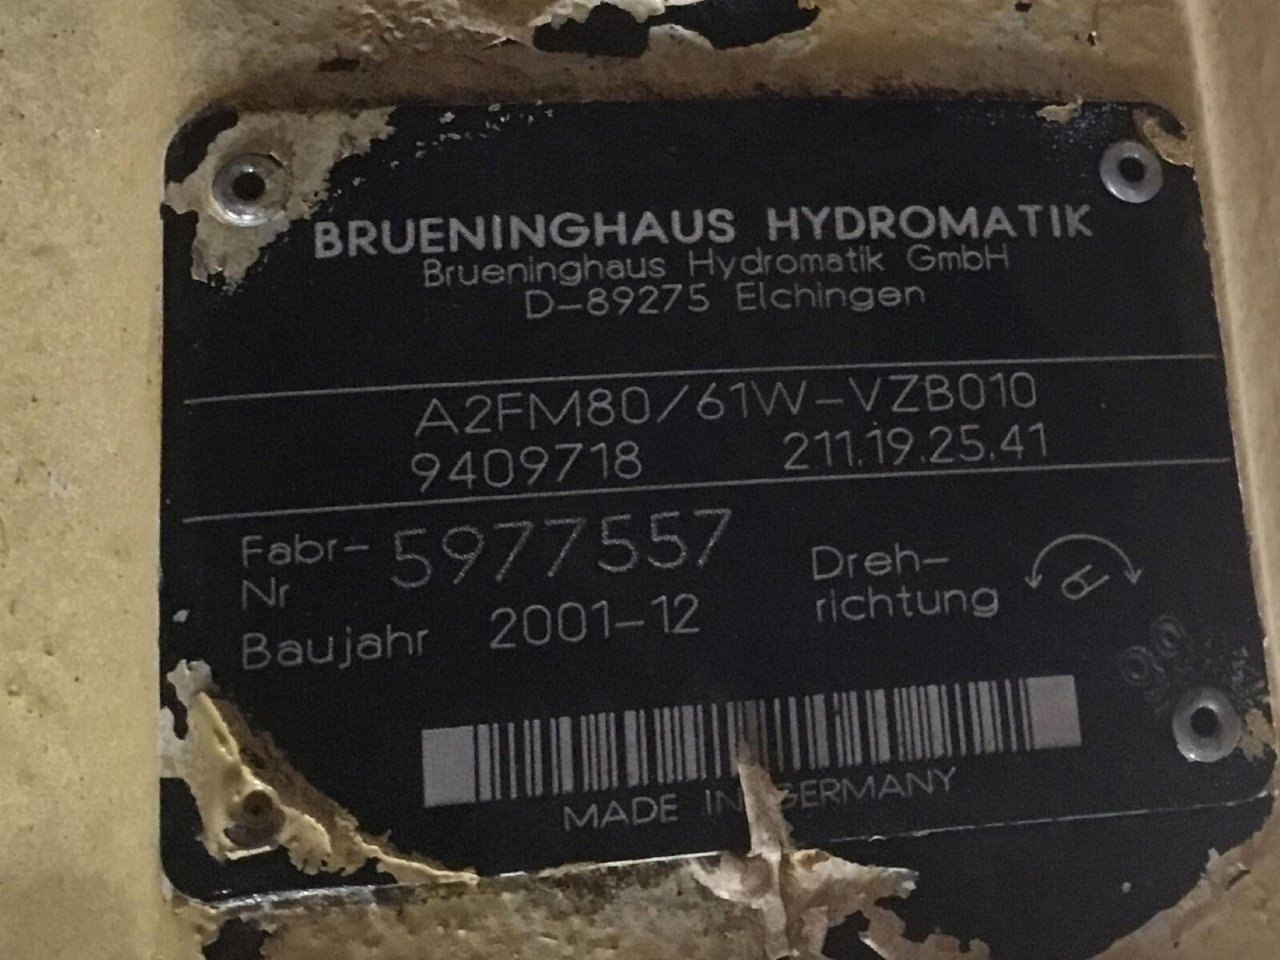 BRUENINGHAUS HYDROMATIK
Brueninghaus Hydromatik GmbH
D-89275 Elchingen
A2FM80/61W-VZB010
9409718 211.19.25.41
Fabr-
Nr 5977557
Baujahr 2001-12
Dreh-
richtung
MADE IN GERMANY